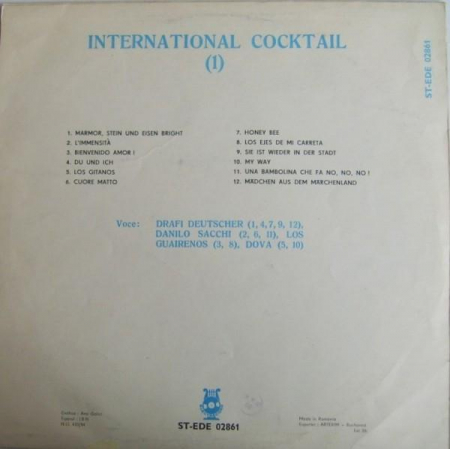 INTERNATIONAL COCKTAIL
(1)
ST-EDE 02861
1. MARMOR, STEIN UND EISEN BRIGHT
2. L'IMMENSITÀ
3. BIENVENIDO AMOR!
4. DU UND ICH
5. LOS GITANOS
6. CUORE MATTO
7. HONEY BEE
8. LOS EJES DE MI CARRETA
9. SIE IST WIEDER IN DER STADT
10. MY WAY
11. UNA BAMBOLINA CHE FA NO, NO, NO!
12. MÄDCHEN AUS DEM MÄRCHENLAND
Voce: DRAFI DEUTSCHER (1, 4, 7, 9, 12),
DANILO SACCHI (2, 6, 11), LOS
GUAIRENOS (3, 8), DOVA (5, 10)
ST-EDE 02861
Made in Romania